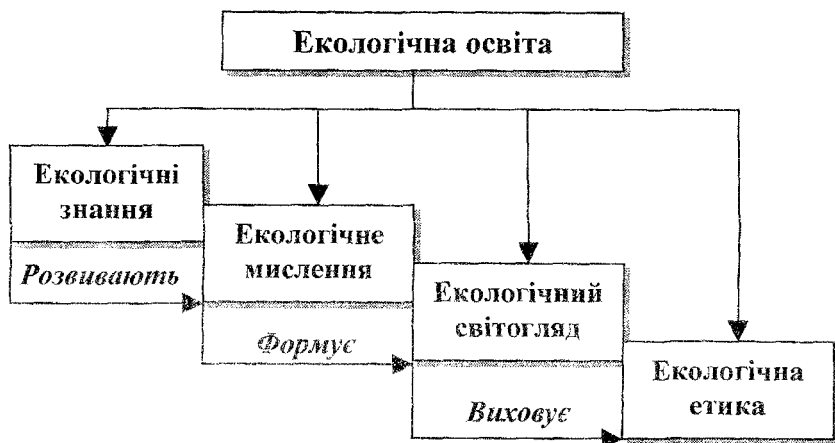 Екологічна освіта
Екологічні
знання
Розвивають
Екологічне
мислення
Формує
Екологічний
світогляд
Виховує
Екологічна
етика